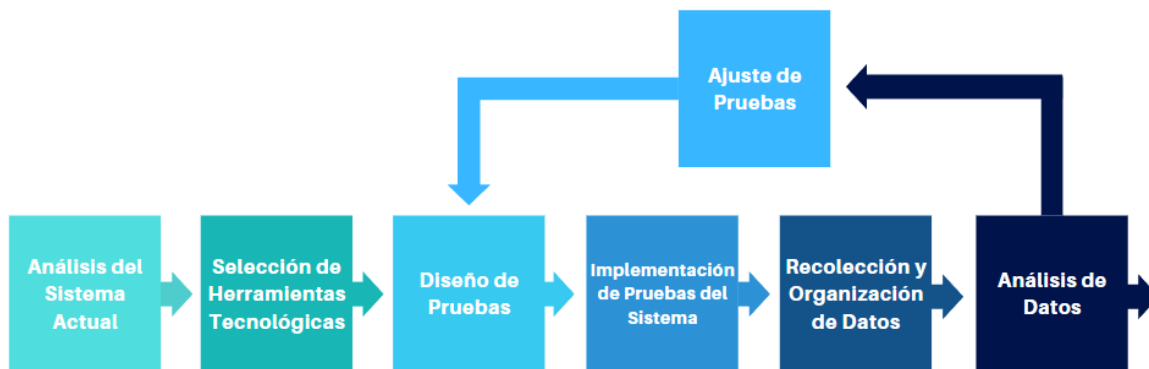 Ajuste de
Pruebas
Análisis del
Sistema
Actual
Selección de
Herramientas
Tecnológicas
Diseño de
Pruebas
Implementación
de Pruebas del
Sistema
Recolección y
Organización
de Datos
Análisis de
Datos